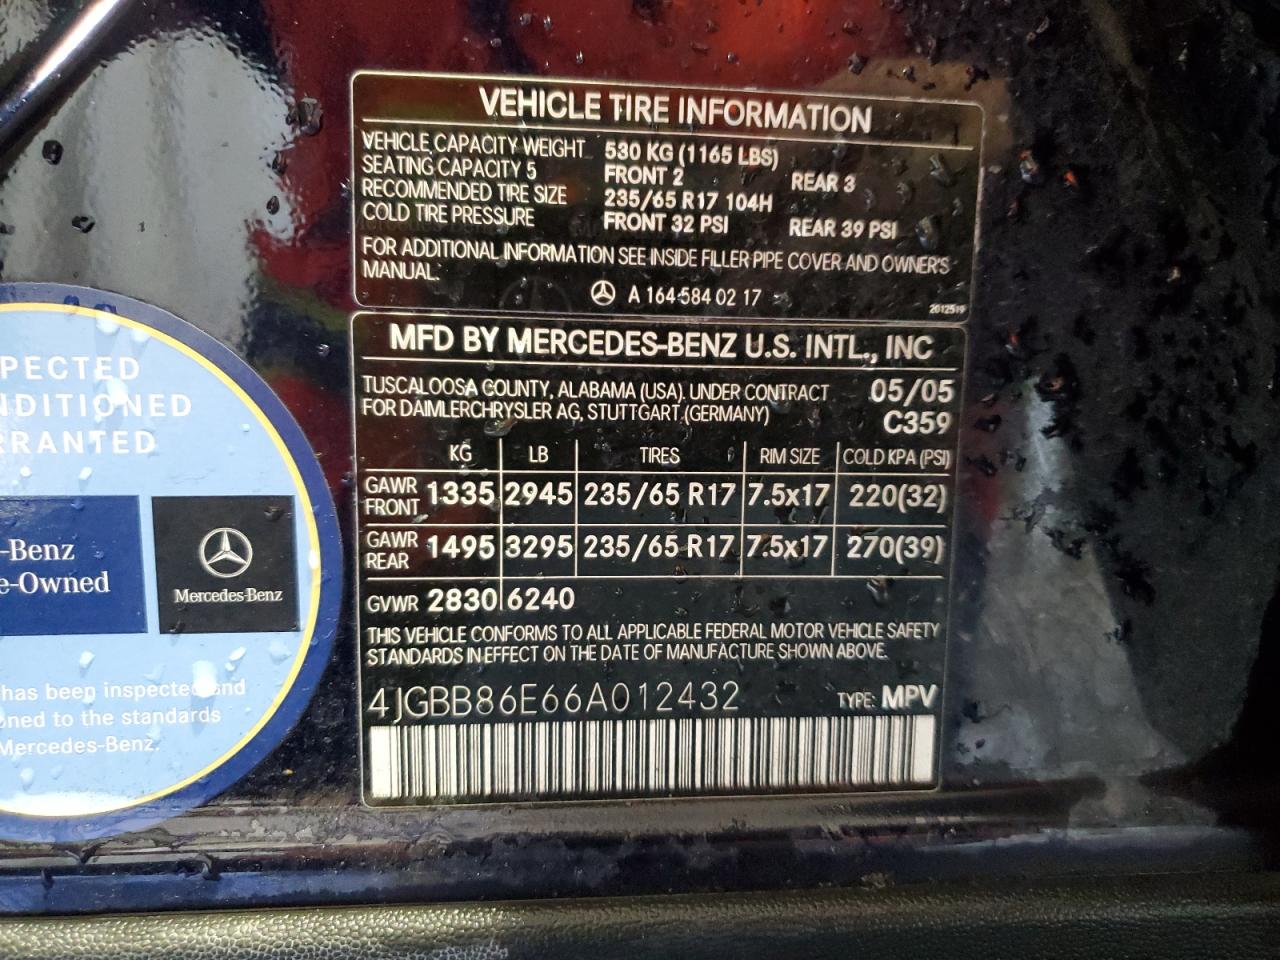 VEHICLE TIRE INFORMATION
VEHICLE CAPACITY WEIGHT 530 KG (1165 LBS)
SEATING CAPACITY 5 FRONT 2 REAR 3
RECOMMENDED TIRE SIZE 235/65 R17 104H
COLD TIRE PRESSURE FRONT 32 PSI REAR 39 PSI
FOR ADDITIONAL INFORMATION SEE INSIDE FILLER PIPE COVER AND OWNER'S
MANUAL.
A 164 584 02 17
2012519
MFD BY MERCEDES-BENZ U.S. INTL., INC
TUSCALOOSA COUNTY, ALABAMA (USA). UNDER CONTRACT 05/05
FOR DAIMLERCHRYSLER AG, STUTTGART (GERMANY) C359
KG LB TIRES RIM SIZE COLD KPA (PSI)
GAWR FRONT 1335 2945 235/65 R17 7.5x17 220(32)
GAWR REAR 1495 3295 235/65 R17 7.5x17 270(39)
GVWR 2830 6240
THIS VEHICLE CONFORMS TO ALL APPLICABLE FEDERAL MOTOR VEHICLE SAFETY
STANDARDS IN EFFECT ON THE DATE OF MANUFACTURE SHOWN ABOVE.
4JGBB86E66A012432 TYPE: MPV
PECTED
NDITIONED
RRANTED
-Benz
e-Owned
Mercedes-Benz
has been inspected and
oned to the standards
Mercedes-Benz.